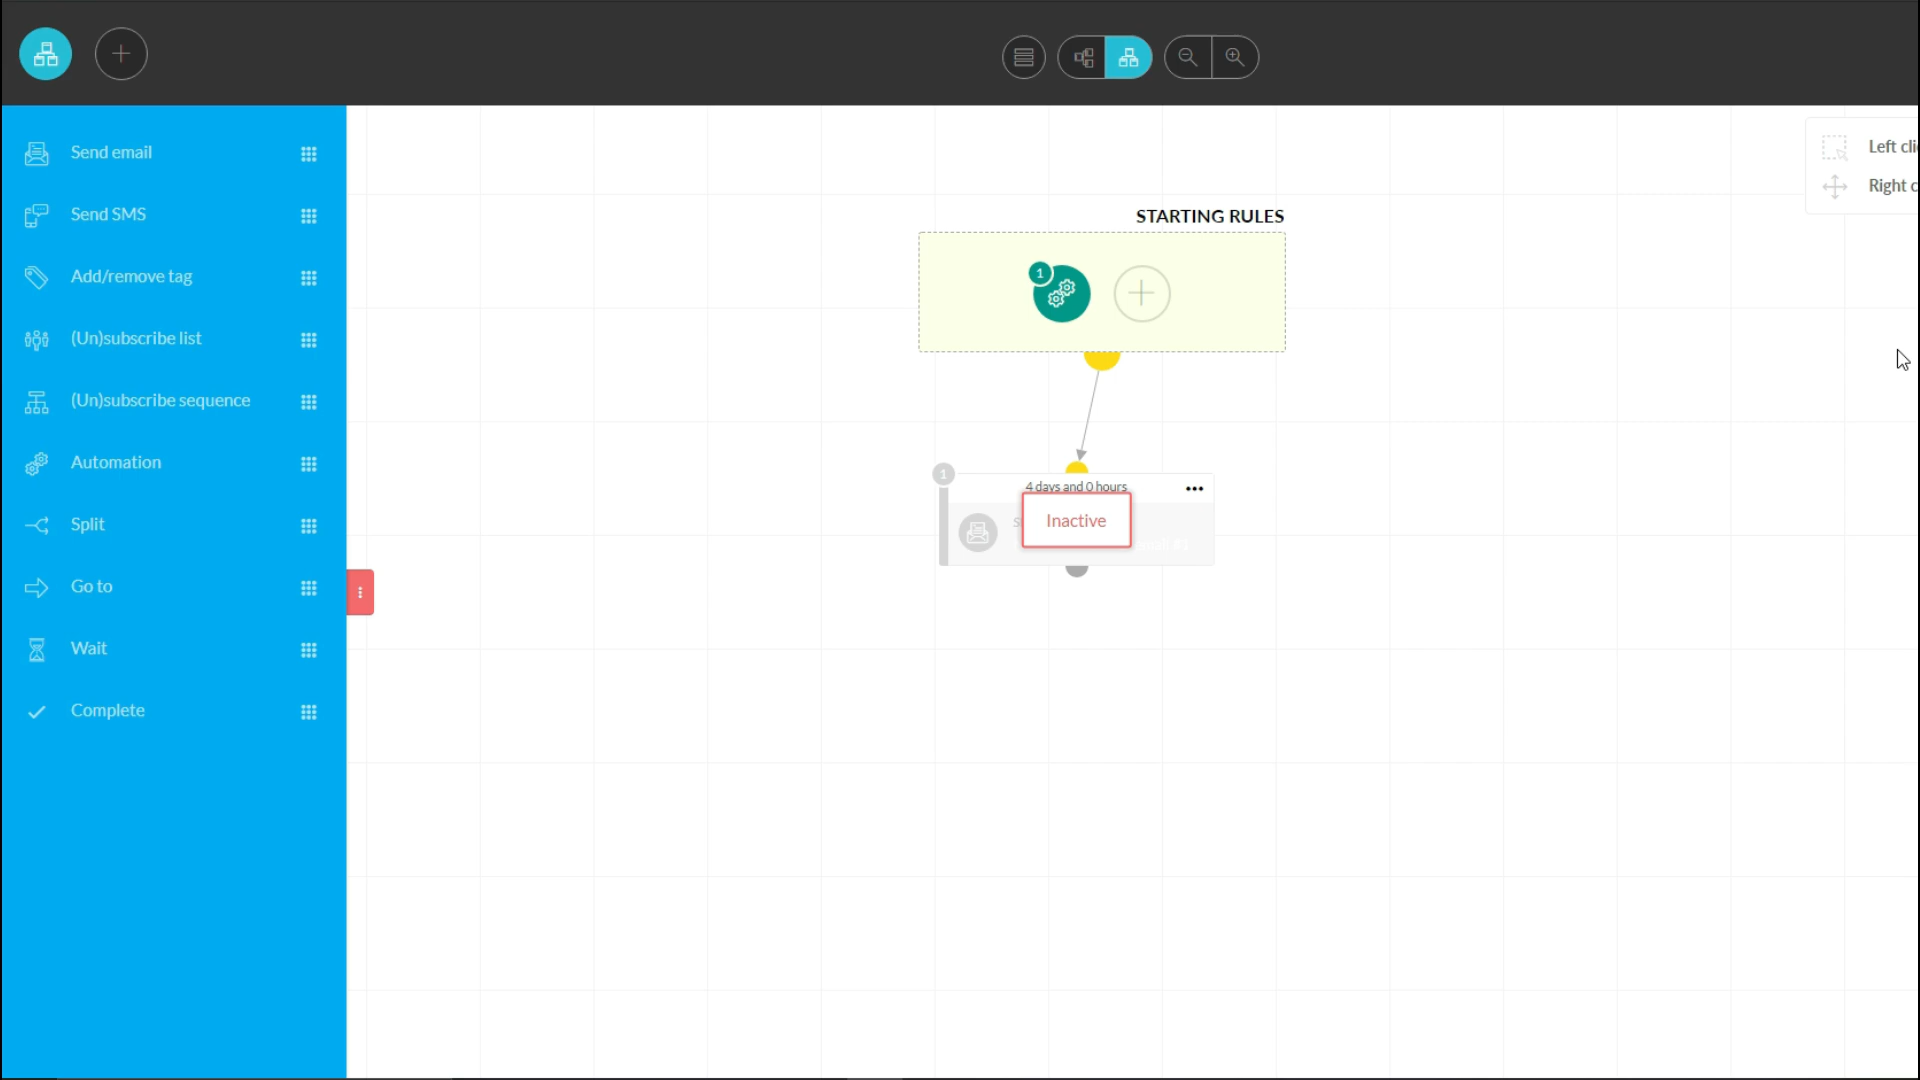 Send email
Send SMS
Add/remove tag
(Un)subscribe list
(Un)subscribe sequence
Automation
Split
Go to
Wait
Complete
Left cli
Right c
STARTING RULES
1
1
4 days and 0 hours
Inactive